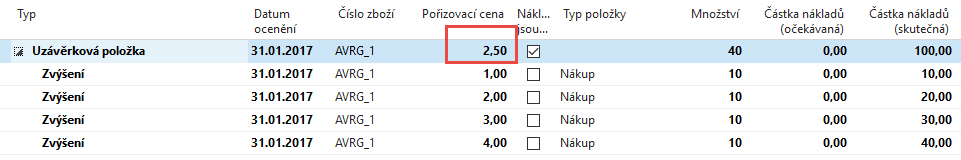 Typ Datum ocenění Číslo zboží Pořizovací cena Nákl... jsou... Typ položky Množství Částka nákladů (očekávaná) Částka nákladů (skutečná)
Uzávěrková položka 31.01.2017 AVRG_1 2,50 40 0,00 100,00
Zvýšení 31.01.2017 AVRG_1 1,00 Nákup 10 0,00 10,00
Zvýšení 31.01.2017 AVRG_1 2,00 Nákup 10 0,00 20,00
Zvýšení 31.01.2017 AVRG_1 3,00 Nákup 10 0,00 30,00
Zvýšení 31.01.2017 AVRG_1 4,00 Nákup 10 0,00 40,00